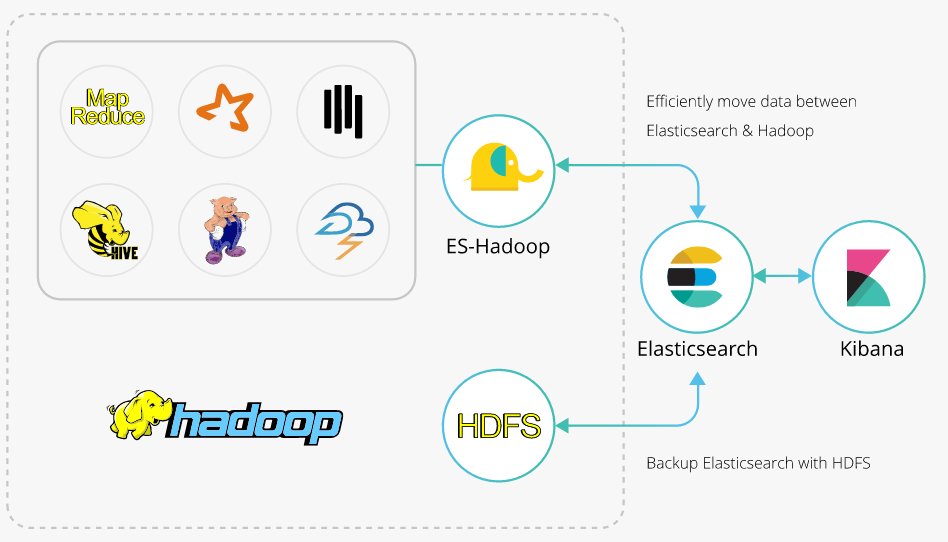 Map
Reduce
HIVE
ES-Hadoop
Efficiently move data between
Elasticsearch & Hadoop
Elasticsearch
Kibana
hadoop
HDFS
Backup Elasticsearch with HDFS